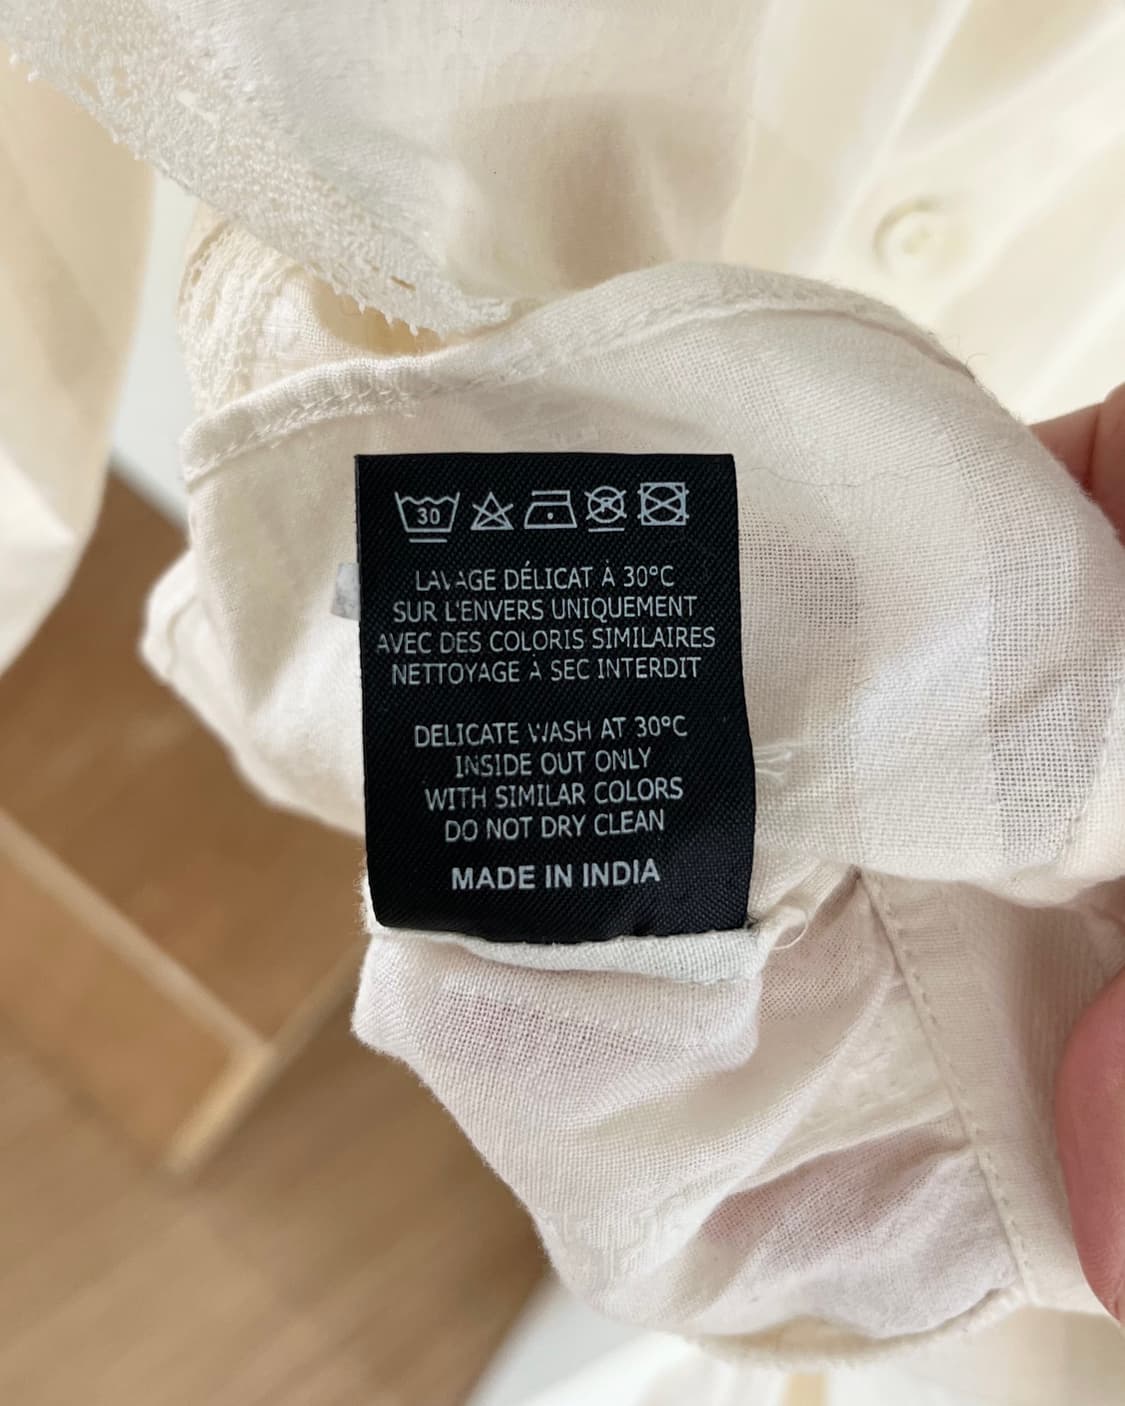 30
LAVAGE DÉLICAT À 30°C
SUR L'ENVERS UNIQUEMENT
AVEC DES COLORIS SIMILAIRES
NETTOYAGE À SEC INTERDIT
DELICATE WASH AT 30°C
INSIDE OUT ONLY
WITH SIMILAR COLORS
DO NOT DRY CLEAN
MADE IN INDIA